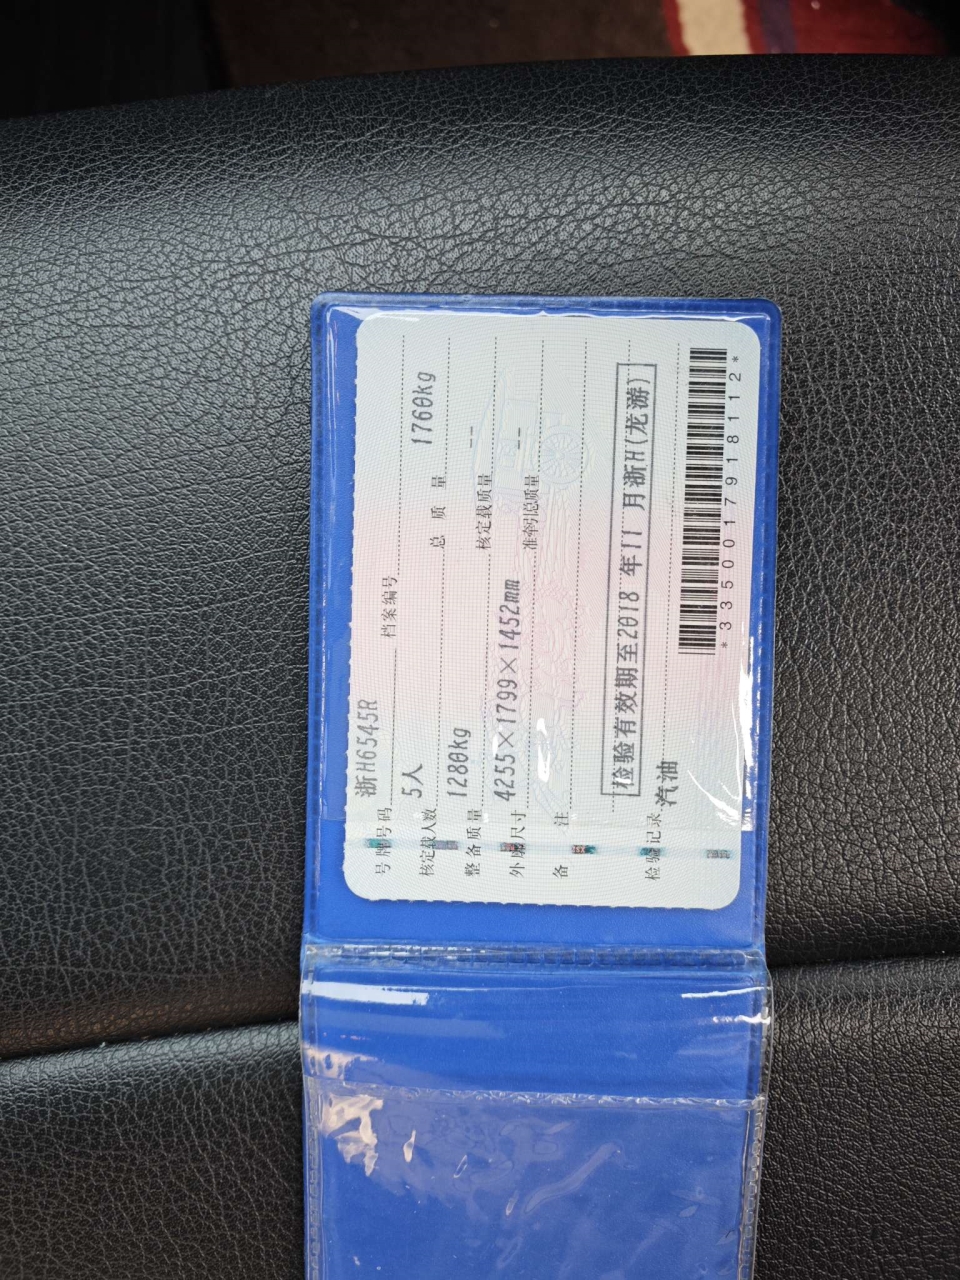 号牌号码 浙H6545R 档案编号
核定载人数 5人 总质量 1760kg
整备质量 1280kg 核定载质量 --
外廓尺寸 4255×1799×1452mm 准牵引总质量 --
备注
检验有效期至2018年11月浙H(龙游)
检验记录 汽油
*3350017918112*